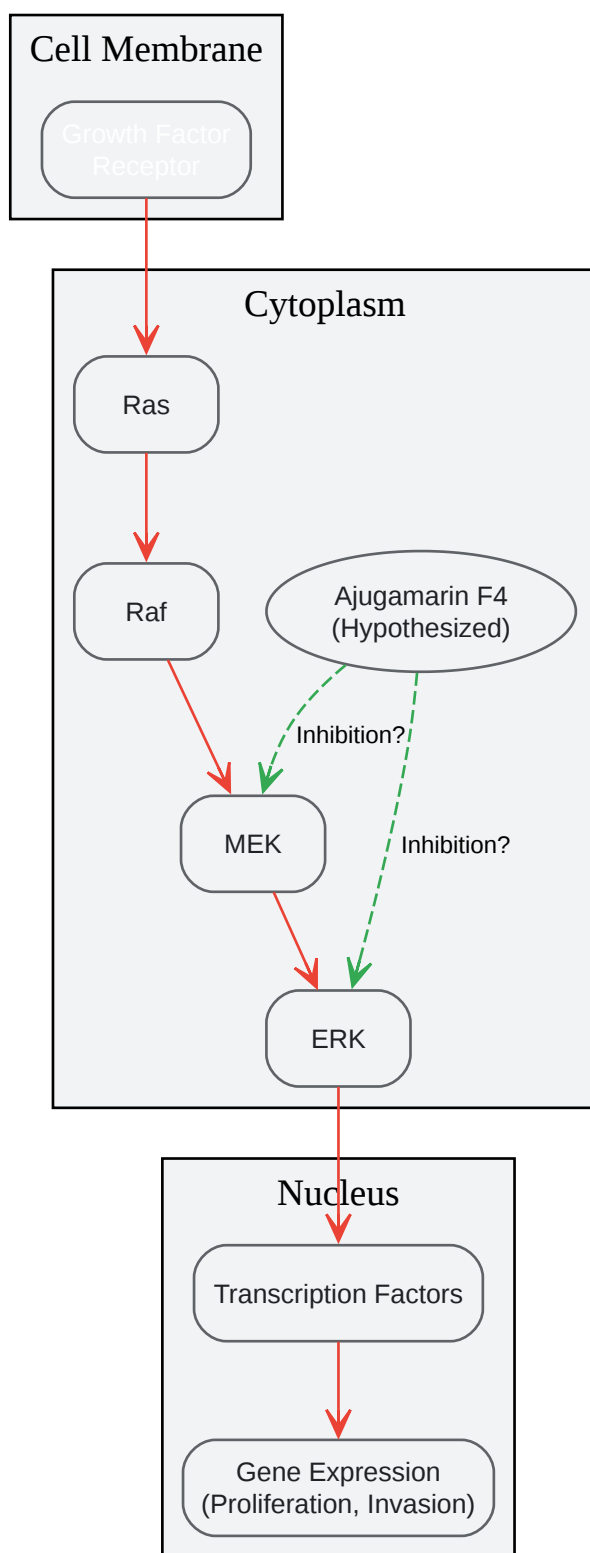 Cell Membrane
Growth Factor
Receptor
Cytoplasm
Ras
Raf
Ajugamarin F4
(Hypothesized)
Inhibition?
MEK
Inhibition?
ERK
Nucleus
Transcription Factors
Gene Expression
(Proliferation, Invasion)